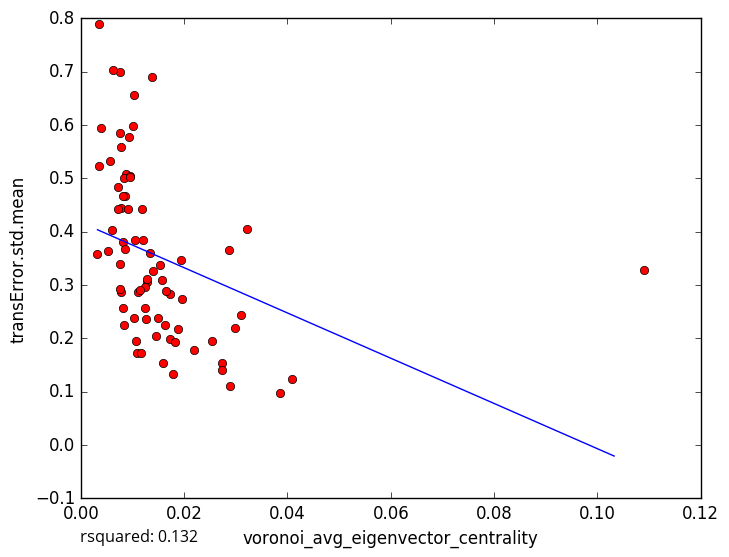 0.8
0.7
0.6
0.5
0.4
0.3
0.2
0.1
0.0
−0.1
transError.std.mean
0.00 0.02 0.04 0.06 0.08 0.10 0.12
rsquared: 0.132
voronoi_avg_eigenvector_centrality